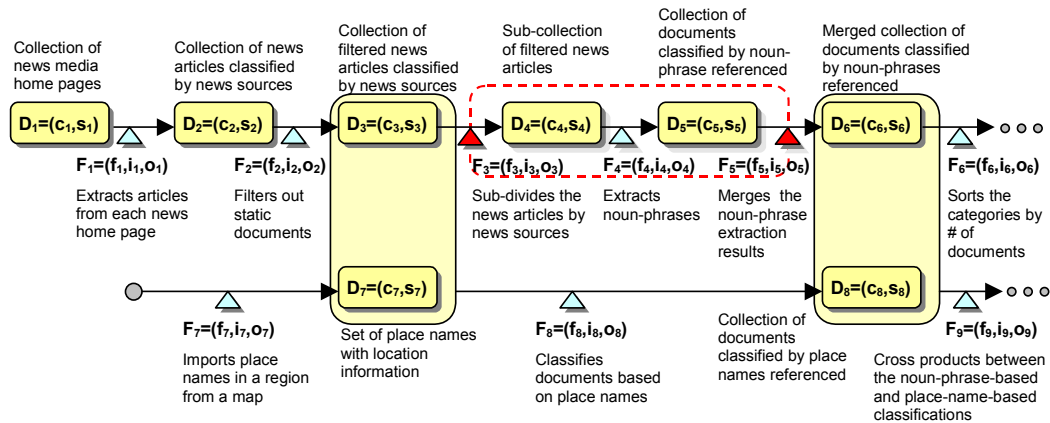 Collection of
news media
home pages
Collection of news
articles classified
by news sources
Collection of
filtered news
articles classified
by news sources
Sub-collection
of filtered news
articles
Collection of
documents
classified by noun-
phrase referenced
Merged collection of
documents classified
by noun-phrases
referenced
D1=(c1,s1)
D2=(c2,s2)
D3=(c3,s3)
D4=(c4,s4)
D5=(c5,s5)
D6=(c6,s6)
F1=(f1,i1,o1)
F2=(f2,i2,o2)
F3=(f3,i3,o3)
F4=(f4,i4,o4)
F5=(f5,i5,o5)
F6=(f6,i6,o6)
Extracts articles
from each news
home page
Filters out
static
documents
Sub-divides the
news articles by
news sources
Extracts
noun-phrases
Merges the
noun-phrase
extraction
results
Sorts the
categories by
# of
documents
D7=(c7,s7)
D8=(c8,s8)
F7=(f7,i7,o7)
Set of place names
with location
information
F8=(f8,i8,o8)
Collection of
documents
classified by place
names referenced
F9=(f9,i9,o9)
Imports place
names in a region
from a map
Classifies
documents based
on place names
Cross products between
the noun-phrase-based
and place-name-based
classifications